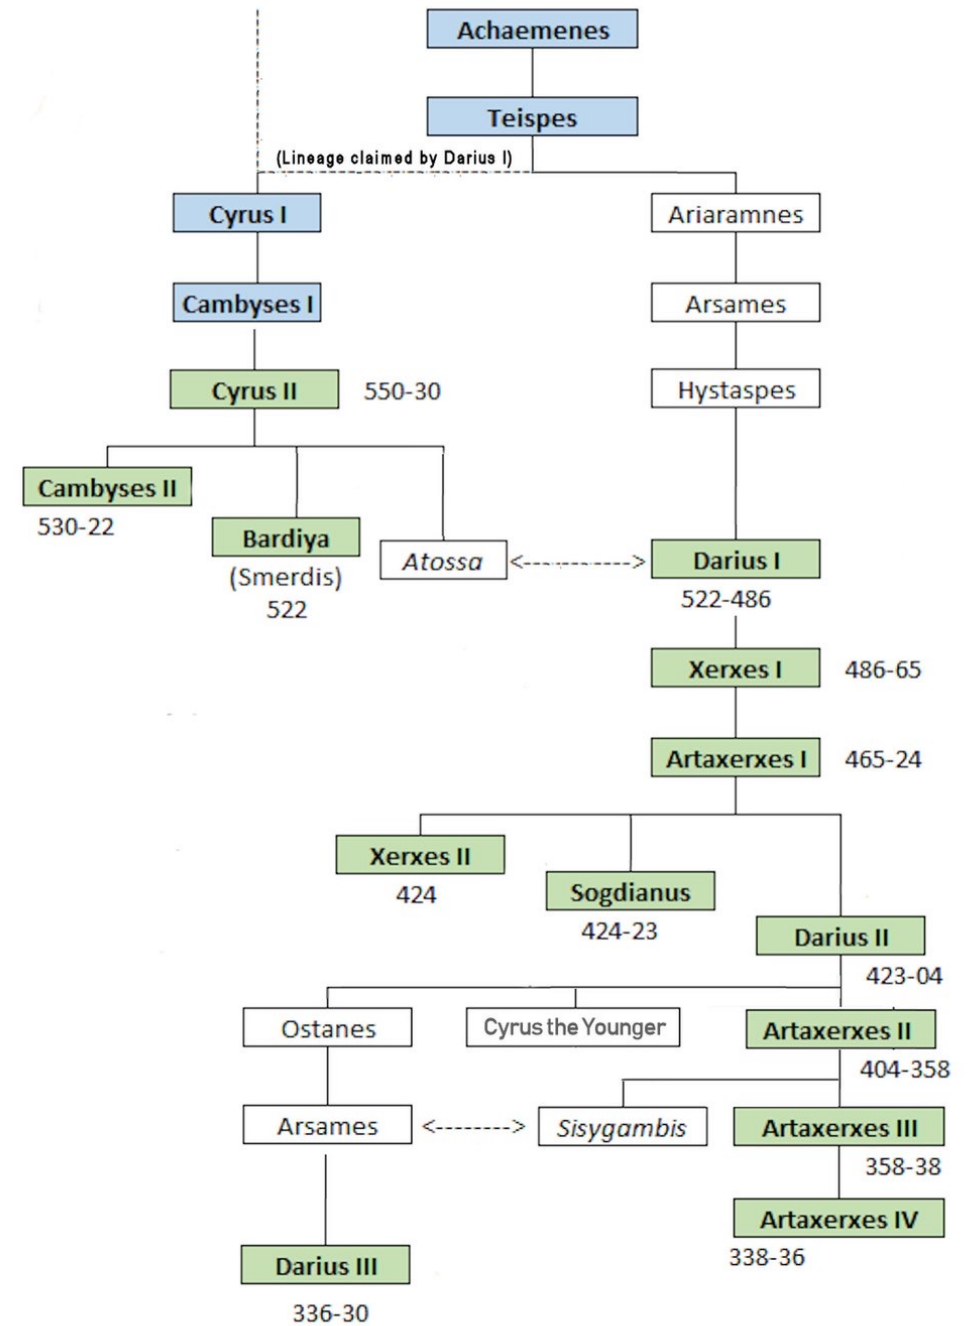 Achaemenes
Teispes
(Lineage claimed by Darius I)
Cyrus I
Ariaramnes
Cambyses I
Arsames
Cyrus II
550-30
Hystaspes
Cambyses II
530-22
Bardiya
(Smerdis)
522
Atossa
<---------->
Darius I
522-486
Xerxes I
486-65
Artaxerxes I
465-24
Xerxes II
424
Sogdianus
424-23
Darius II
423-04
Ostanes
Cyrus the Younger
Artaxerxes II
404-358
Arsames
<-------->
Sisygambis
Artaxerxes III
358-38
Artaxerxes IV
338-36
Darius III
336-30